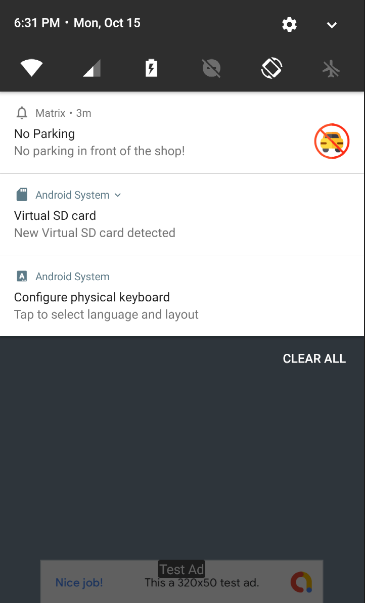 6:31 PM • Mon, Oct 15
Matrix • 3m
No Parking
No parking in front of the shop!
Android System
Virtual SD card
New Virtual SD card detected
Android System
Configure physical keyboard
Tap to select language and layout
CLEAR ALL
Test Ad
Nice job! This a 320x50 test ad.